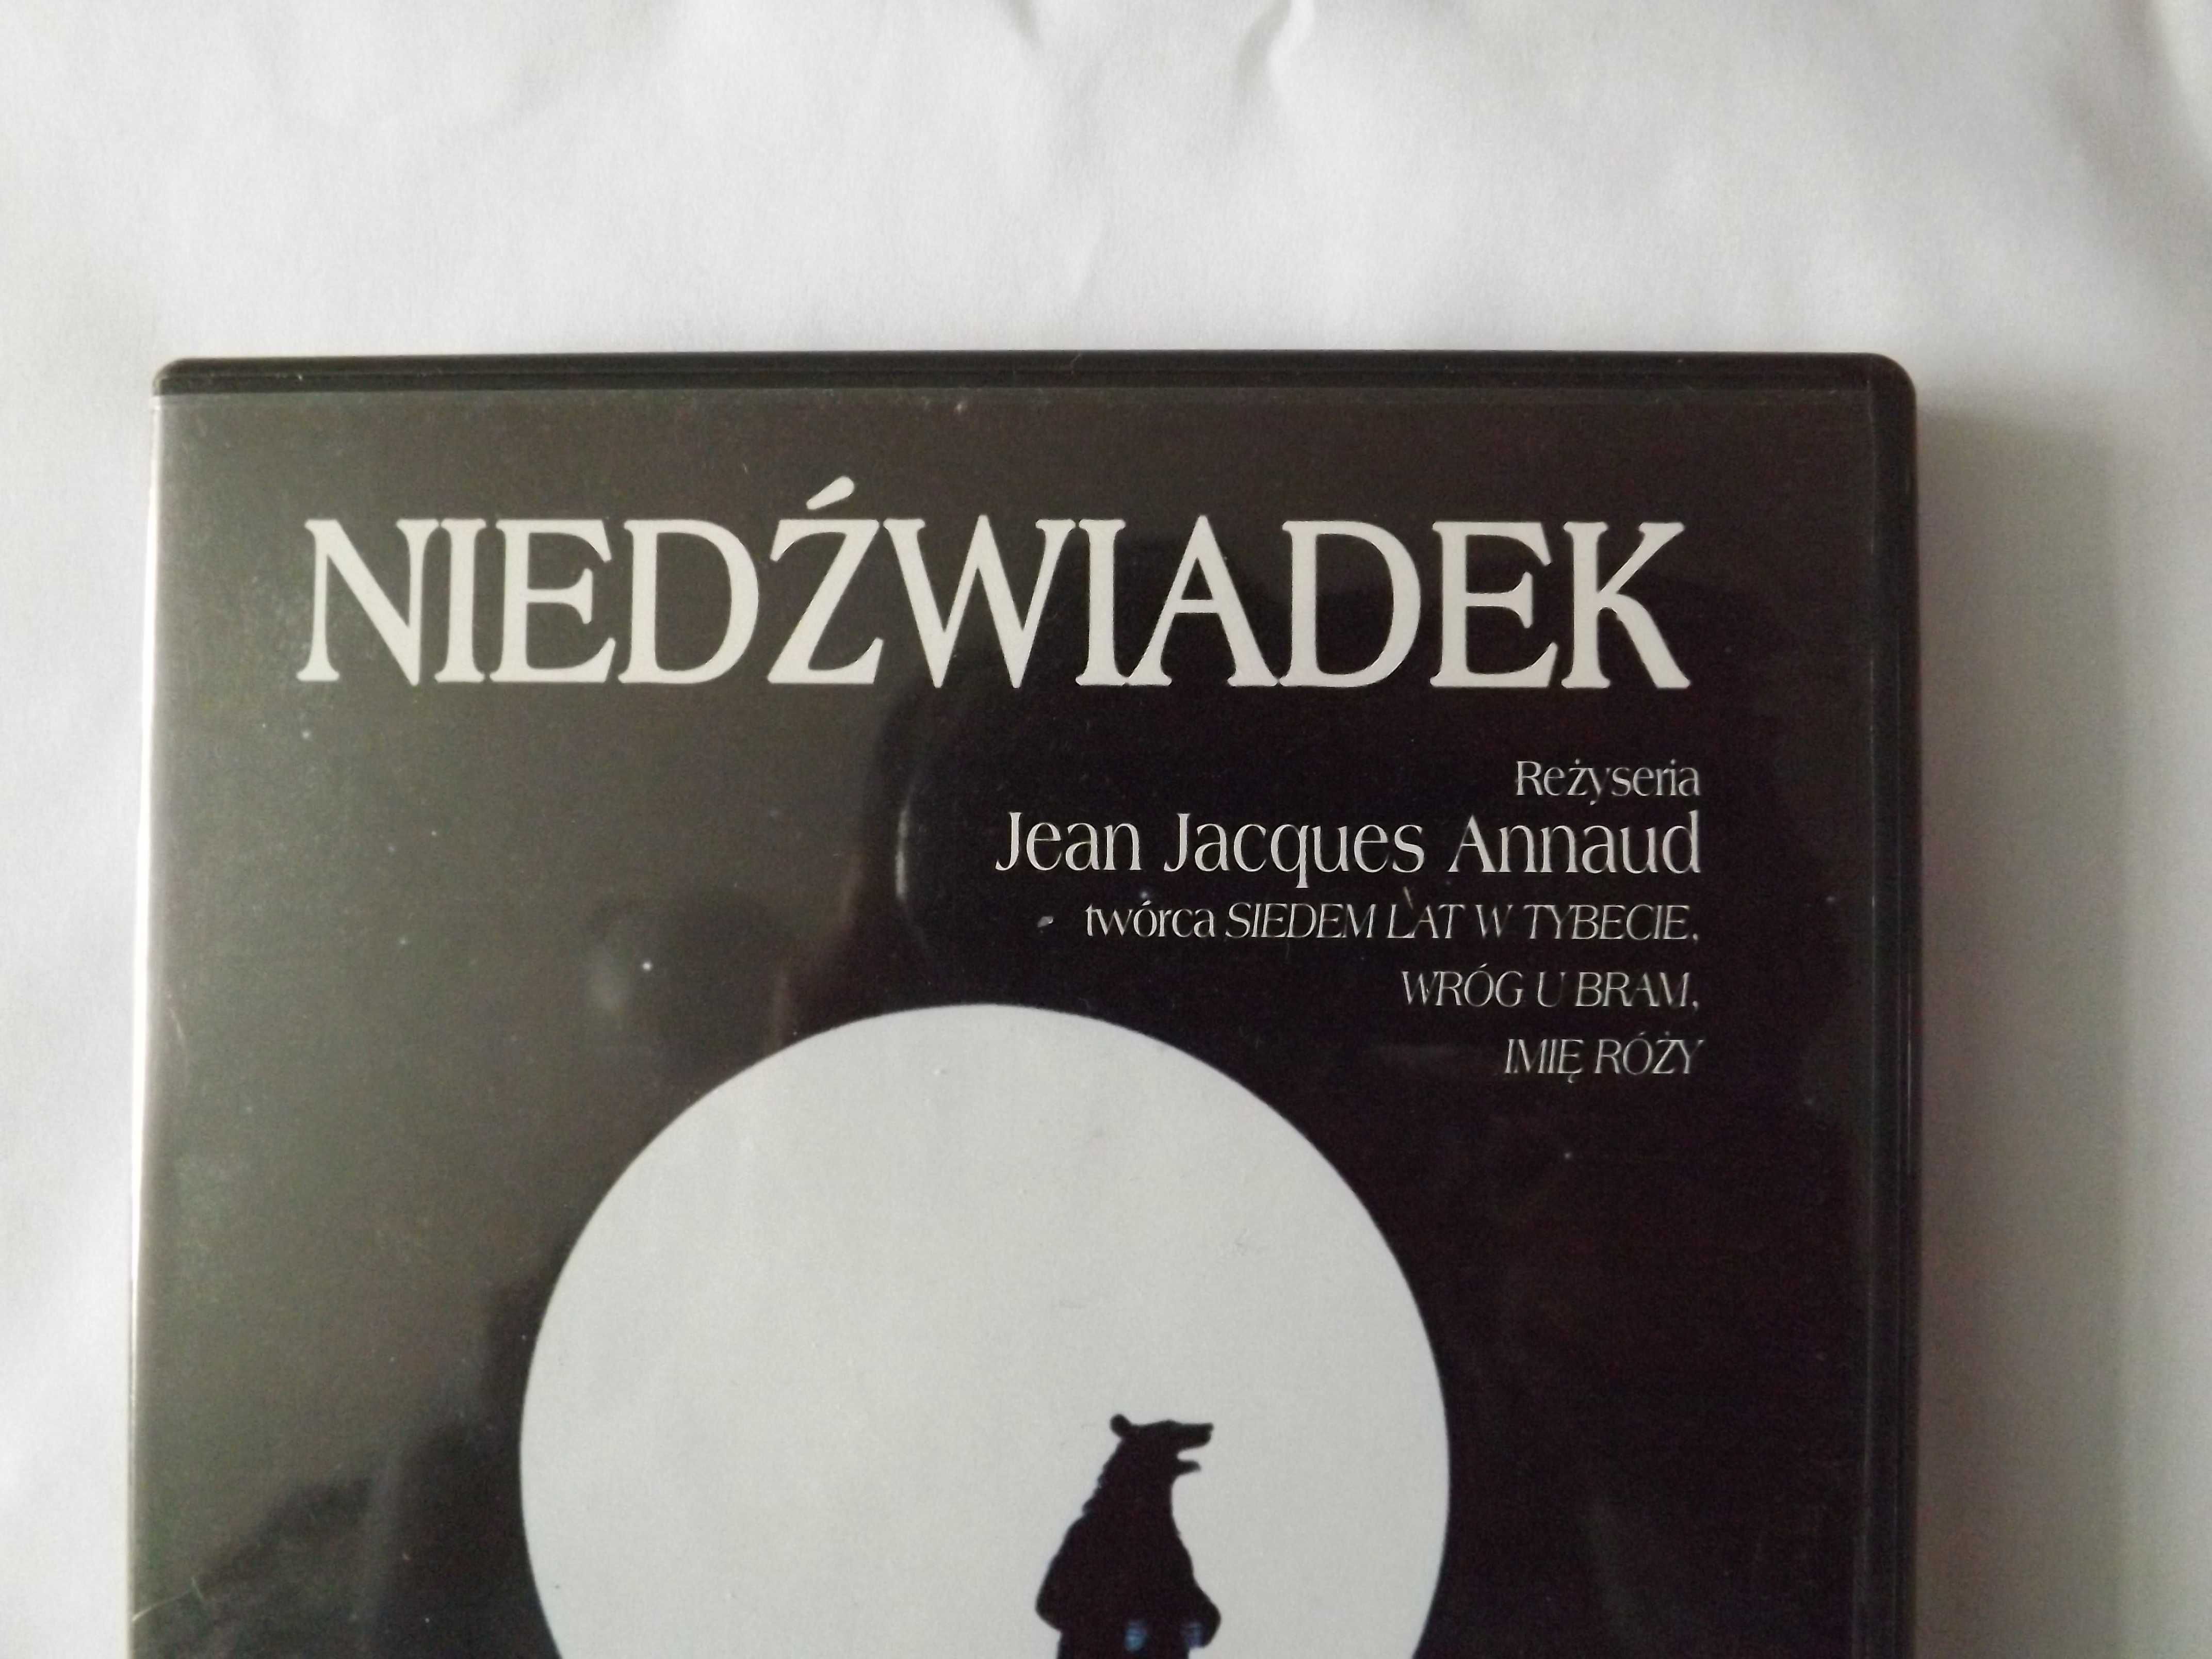 NIEDŹWIADEK
Reżyseria
Jean Jacques Annaud
twórca SIEDEM LAT W TYBECIE,
WRÓG U BRAM,
IMIĘ RÓŻY